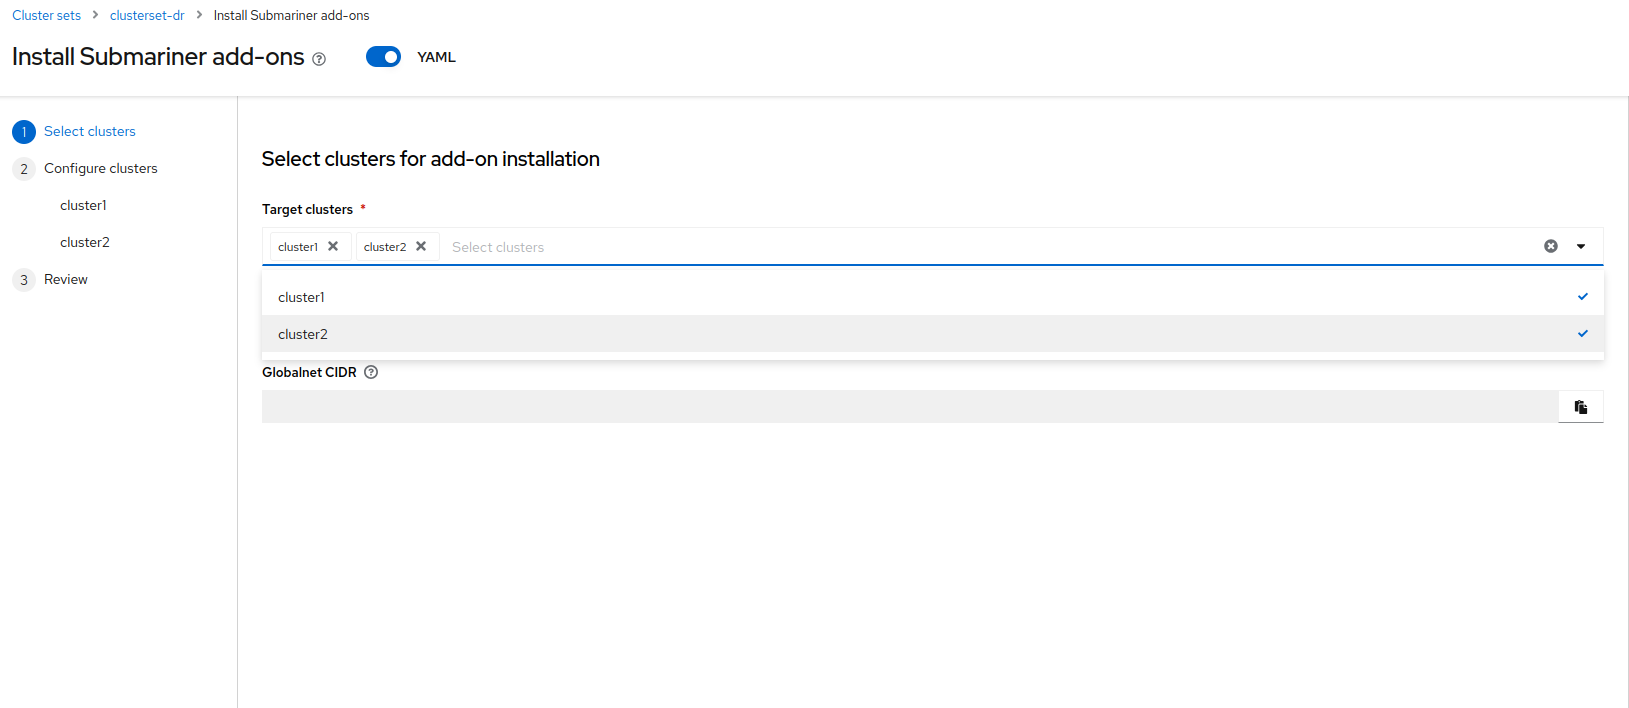 Cluster sets > clusterset-dr > Install Submariner add-ons
Install Submariner add-ons
YAML
1 Select clusters
2 Configure clusters
cluster1
cluster2
3 Review
Select clusters for add-on installation
Target clusters *
cluster1 cluster2 Select clusters
cluster1
cluster2
Globalnet CIDR